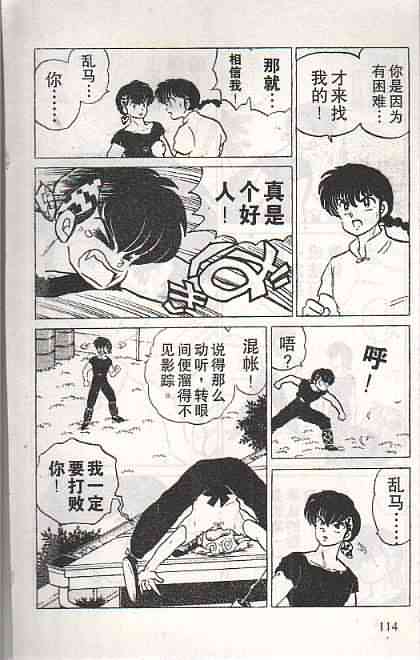 你是因为
有困难…
才来找
我的！
那就…
相信我…
乱马…
你……
真是
个好
人！
呼！
唔？
混帐！
说得那么
动听，转眼
间便溜得不
见影踪。
乱马……
我一定
要打败
你！
114